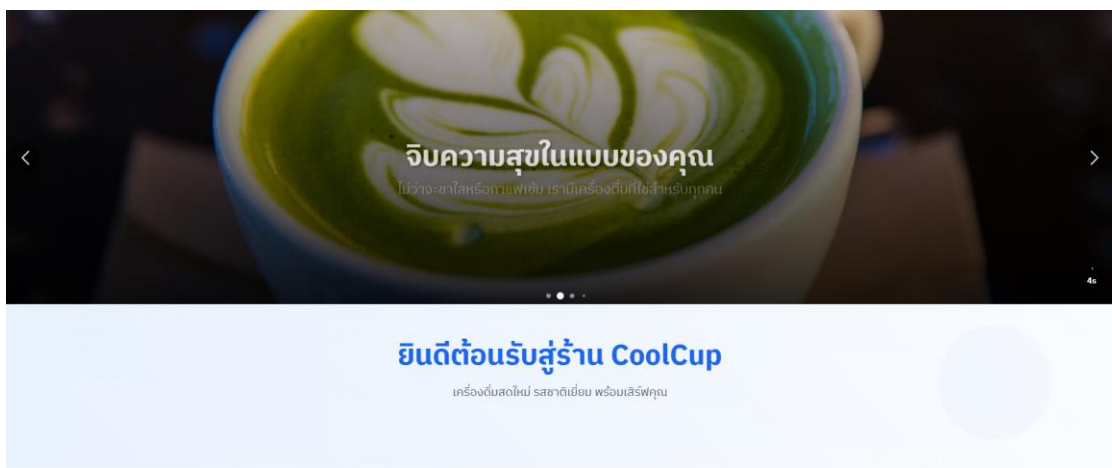 จิบความสุขในแบบของคุณ
ไม่ว่าจะชาใสหรือกาแฟเข้ม เรามีเครื่องดื่มที่ใช่สำหรับทุกคน
4s
ยินดีต้อนรับสู่ร้าน CoolCup
เครื่องดื่มสดใหม่ รสชาติเยี่ยม พร้อมเสิร์ฟคุณ